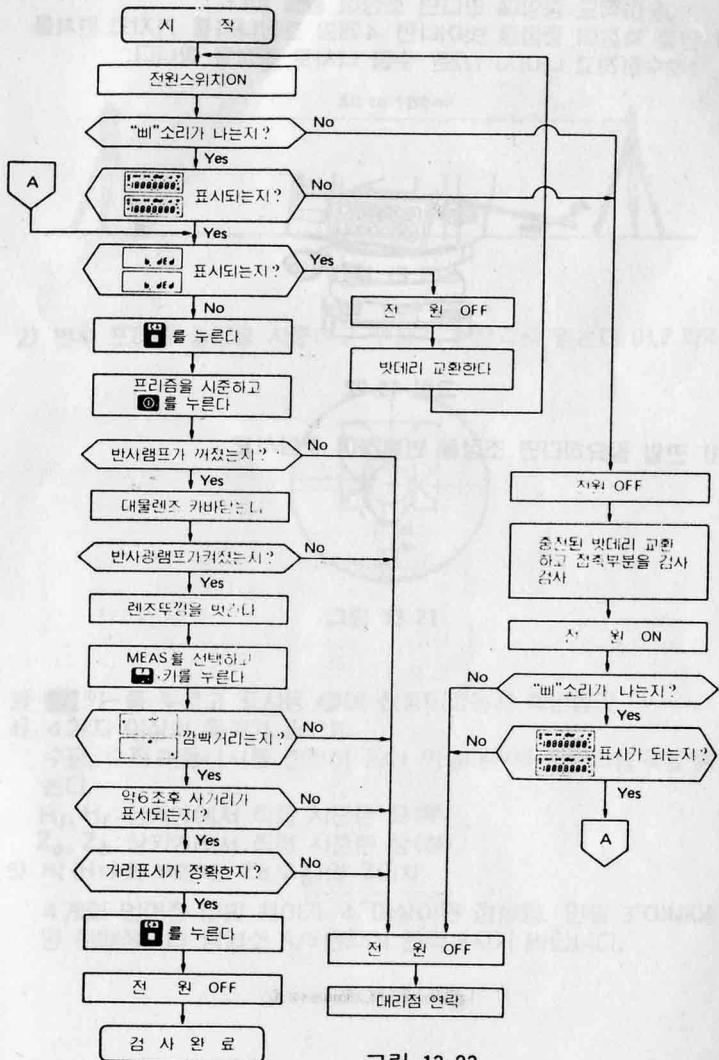 시 작
전원스위치ON
"삐"소리가 나는지?
No
Yes
A
표시되는지?
No
Yes
b. dEd
b. dEd
표시되는지?
Yes
No
를 누른다
프리즘을 시준하고
를 누른다
반사램프가 꺼졌는지?
No
Yes
대물렌즈 카바닫는다
반사광램프가켜졌는지?
No
Yes
렌즈뚜껑을 벗긴다
MEAS를 선택하고
키를 누른다
깜빡거리는지?
No
Yes
약6초후 사거리가
표시되는지?
No
Yes
거리표시가 정확한지?
No
Yes
를 누른다
전 원 OFF
검 사 완 료
전 원 OFF
밧데리 교환한다
전원 OFF
충전된 밧데리 교환
하고 접촉부분을 검사
검사
전 원 ON
"삐"소리가 나는지?
No
Yes
표시가 되는지?
No
Yes
A
전 원 OFF
대리점 연락